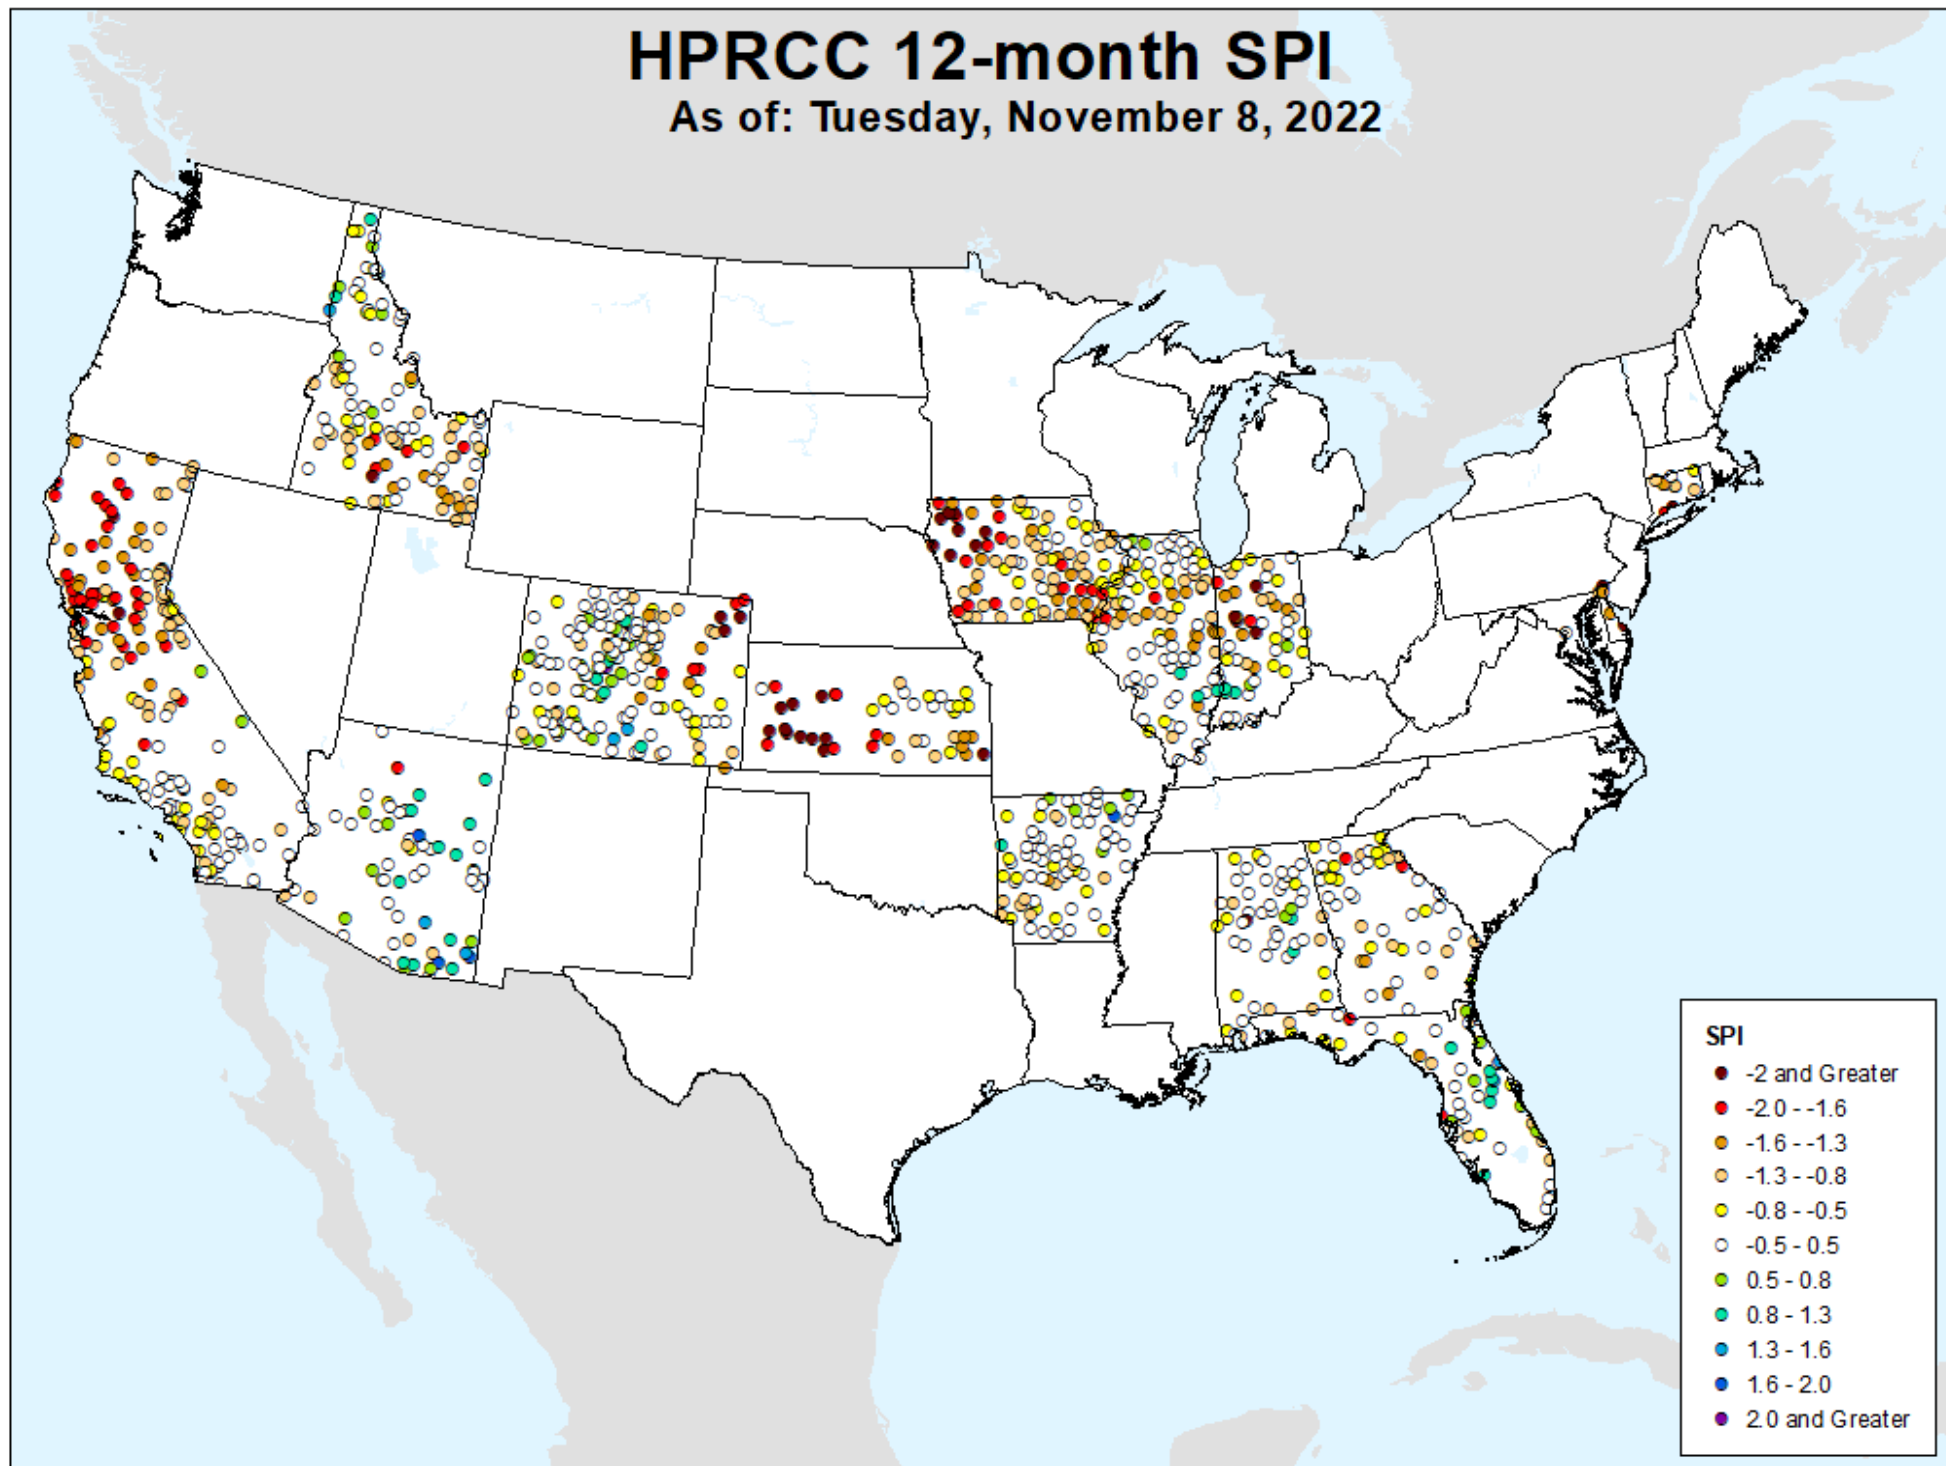 HPRCC 12-month SPI
As of: Tuesday, November 8, 2022
SPI
-2 and Greater
-2.0 - -1.6
-1.6 - -1.3
-1.3 - -0.8
-0.8 - -0.5
-0.5 - 0.5
0.5 - 0.8
0.8 - 1.3
1.3 - 1.6
1.6 - 2.0
2.0 and Greater